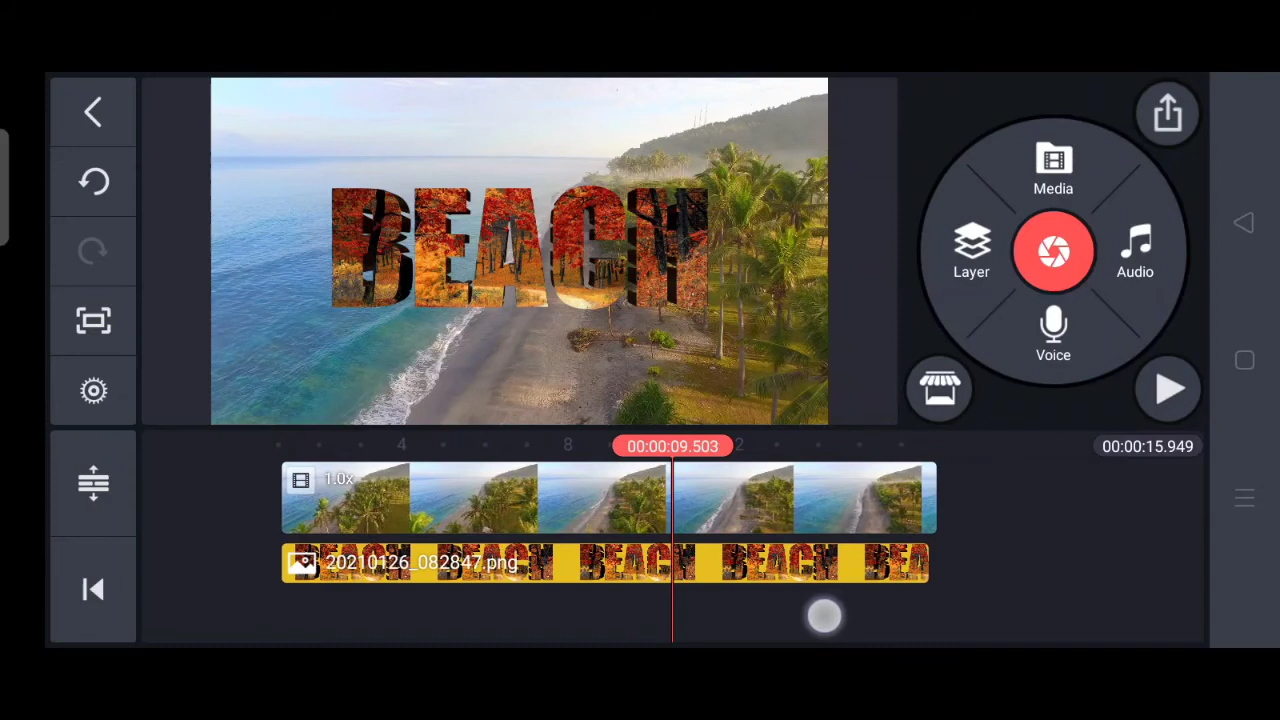 BEACH
Media
Layer
Audio
Voice
4
8
00:00:09.503
2
00:00:15.949
1.0x
BEACH BEACH BEACH BEACH BEA
20210126_082847.png